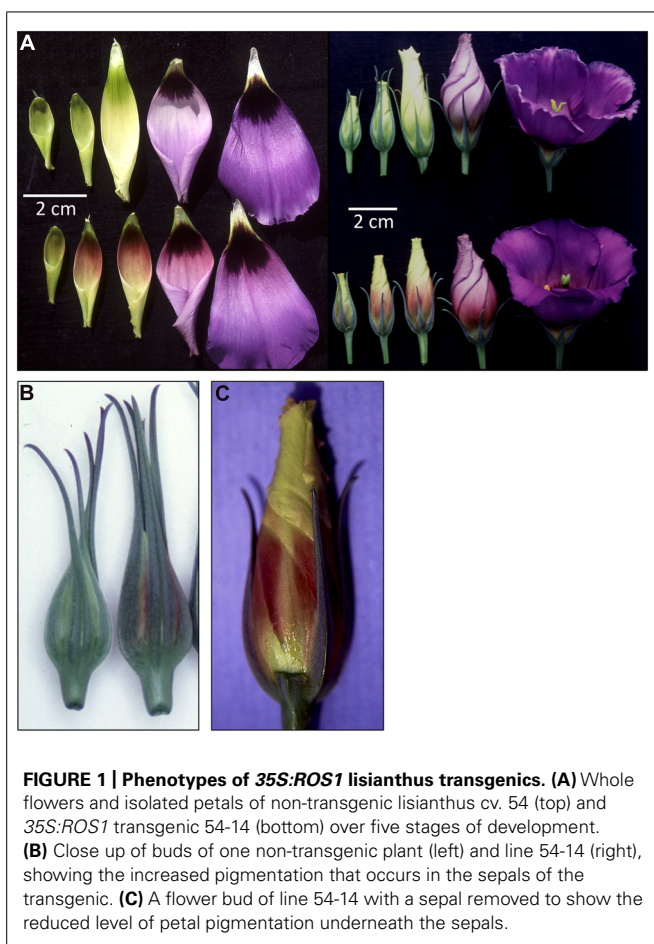 A
2 cm
2 cm
B
C
FIGURE 1 | Phenotypes of 35S:ROS1 lisianthus transgenics. (A) Whole
flowers and isolated petals of non-transgenic lisianthus cv. 54 (top) and
35S:ROS1 transgenic 54-14 (bottom) over five stages of development.
(B) Close up of buds of one non-transgenic plant (left) and line 54-14 (right),
showing the increased pigmentation that occurs in the sepals of the
transgenic. (C) A flower bud of line 54-14 with a sepal removed to show the
reduced level of petal pigmentation underneath the sepals.